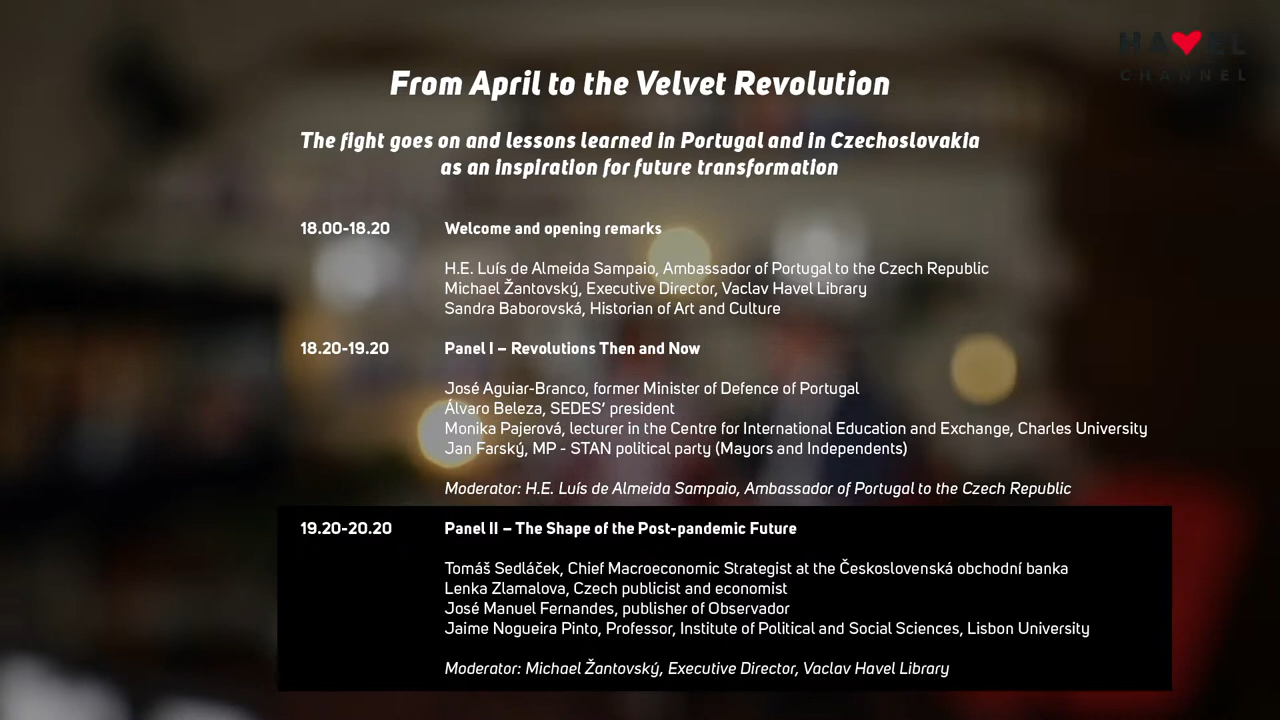 HAVEL
CHANNEL
From April to the Velvet Revolution
The fight goes on and lessons learned in Portugal and in Czechoslovakia
as an inspiration for future transformation
18.00-18.20 Welcome and opening remarks
H.E. Luís de Almeida Sampaio, Ambassador of Portugal to the Czech Republic
Michael Žantovský, Executive Director, Vaclav Havel Library
Sandra Baborovská, Historian of Art and Culture
18.20-19.20 Panel I – Revolutions Then and Now
José Aguiar-Branco, former Minister of Defence of Portugal
Álvaro Beleza, SEDES’ president
Monika Pajerová, lecturer in the Centre for International Education and Exchange, Charles University
Jan Farský, MP - STAN political party (Mayors and Independents)
Moderator: H.E. Luís de Almeida Sampaio, Ambassador of Portugal to the Czech Republic
19.20-20.20 Panel II – The Shape of the Post-pandemic Future
Tomáš Sedláček, Chief Macroeconomic Strategist at the Československá obchodní banka
Lenka Zlamalova, Czech publicist and economist
José Manuel Fernandes, publisher of Observador
Jaime Nogueira Pinto, Professor, Institute of Political and Social Sciences, Lisbon University
Moderator: Michael Žantovský, Executive Director, Vaclav Havel Library